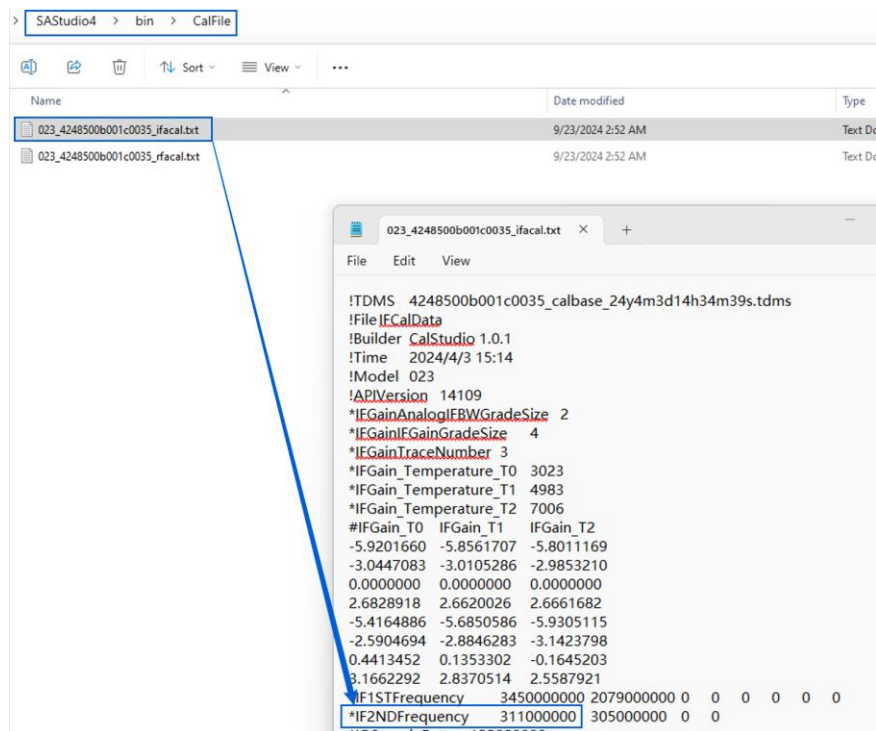 > SAStudio4 > bin > CalFile
Sort View ...
Name Date modified Type
023_4248500b001c0035_ifacal.txt 9/23/2024 2:52 AM Text Do
023_4248500b001c0035_rfacal.txt 9/23/2024 2:52 AM Text Do
023_4248500b001c0035_ifacal.txt × +
File Edit View
!TDMS 4248500b001c0035_calbase_24y4m3d14h34m39s.tdms
!File IFCalData
!Builder CalStudio 1.0.1
!Time 2024/4/3 15:14
!Model 023
!APIVersion 14109
*IFGainAnalogIFBWGradeSize 2
*IFGainIFGainGradeSize 4
*IFGainTraceNumber 3
*IFGain_Temperature_T0 3023
*IFGain_Temperature_T1 4983
*IFGain_Temperature_T2 7006
#IFGain_T0 IFGain_T1 IFGain_T2
-5.9201660 -5.8561707 -5.8011169
-3.0447083 -3.0105286 -2.9853210
0.0000000 0.0000000 0.0000000
2.6828918 2.6620026 2.6661682
-5.4164886 -5.6850586 -5.9305115
-2.5904694 -2.8846283 -3.1423798
0.4413452 0.1353302 -0.1645203
3.1662292 2.8370514 2.5587921
*IF1STFrequency 3450000000 2079000000 0 0 0 0 0 0
*IF2NDFrequency 311000000 305000000 0 0